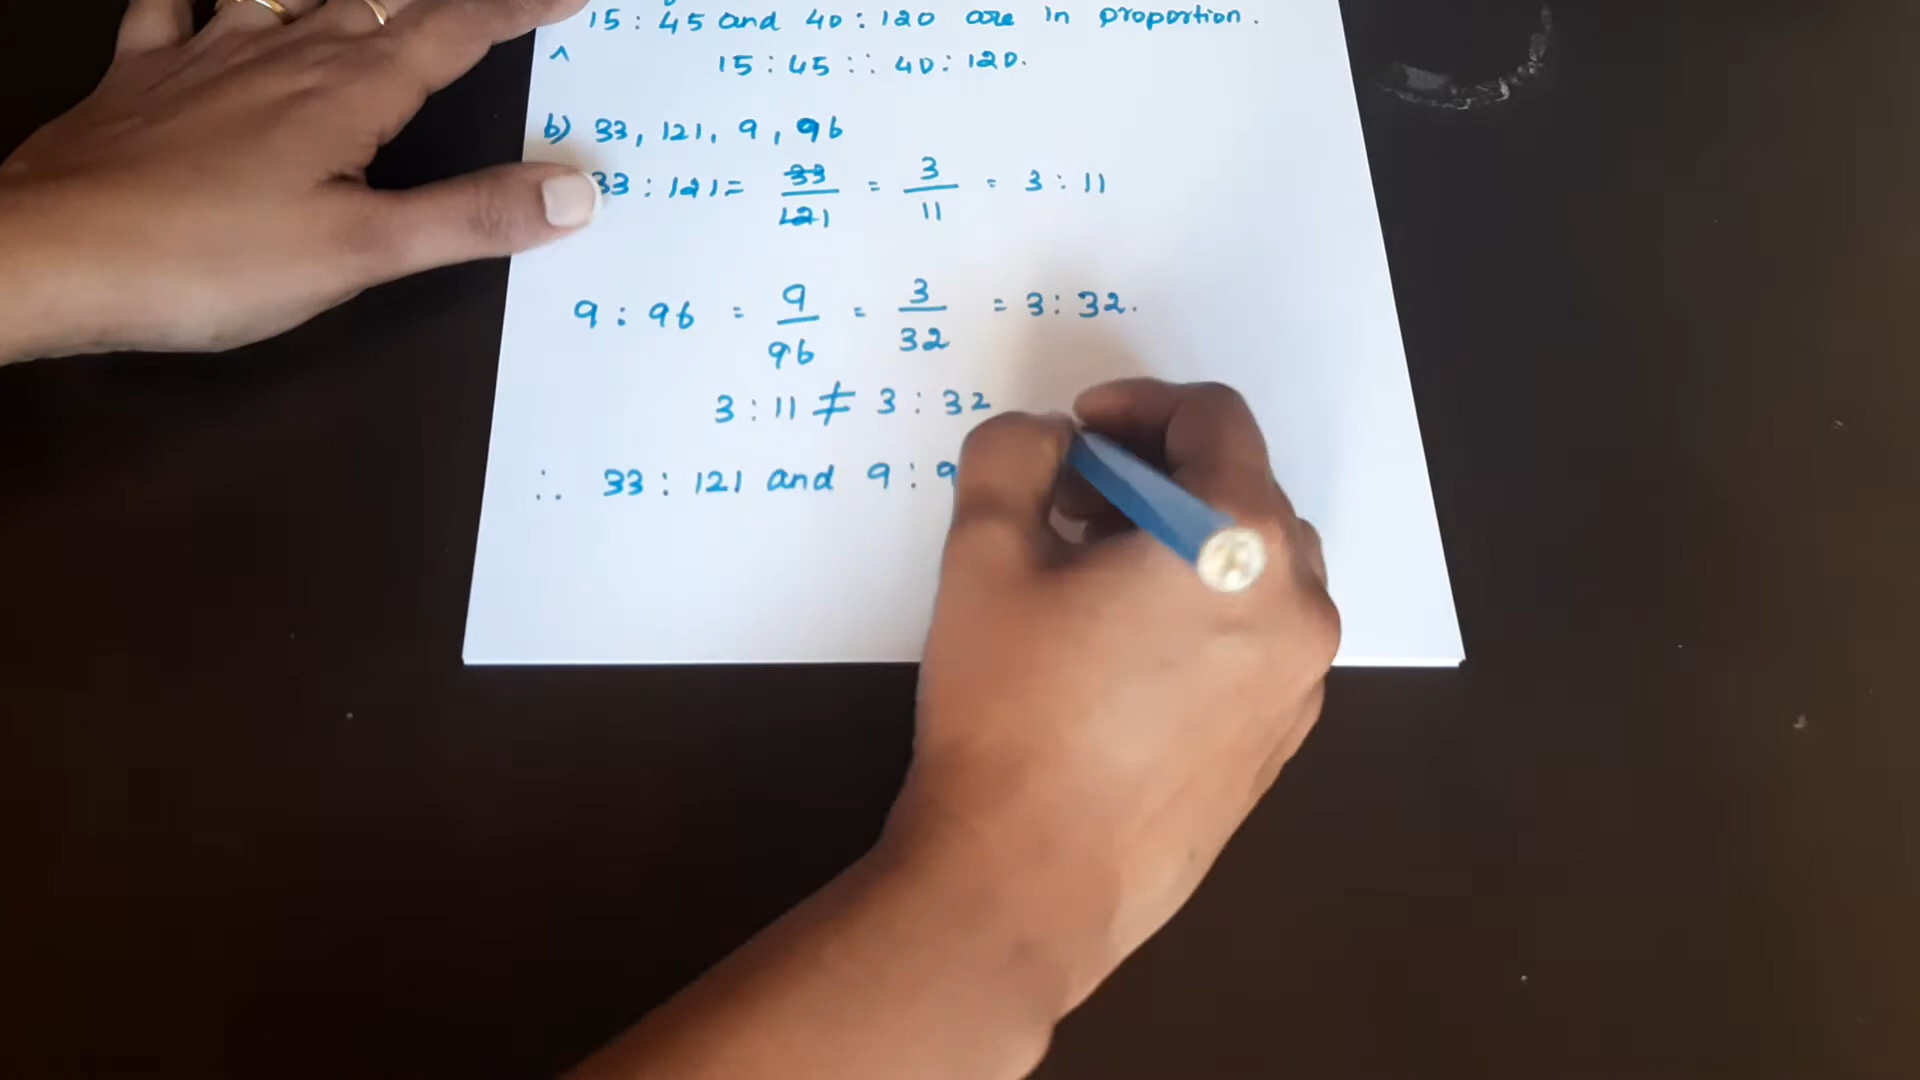 15 : 45 and 40 : 120 are in proportion.
15 : 45 :: 40 : 120.
b) 33, 121, 9, 96
33 : 121 = 33/121 = 3/11 = 3 : 11
9 : 96 = 9/96 = 3/32 = 3 : 32.
3 : 11 ≠ 3 : 32
∴ 33 : 121 and 9 : 9